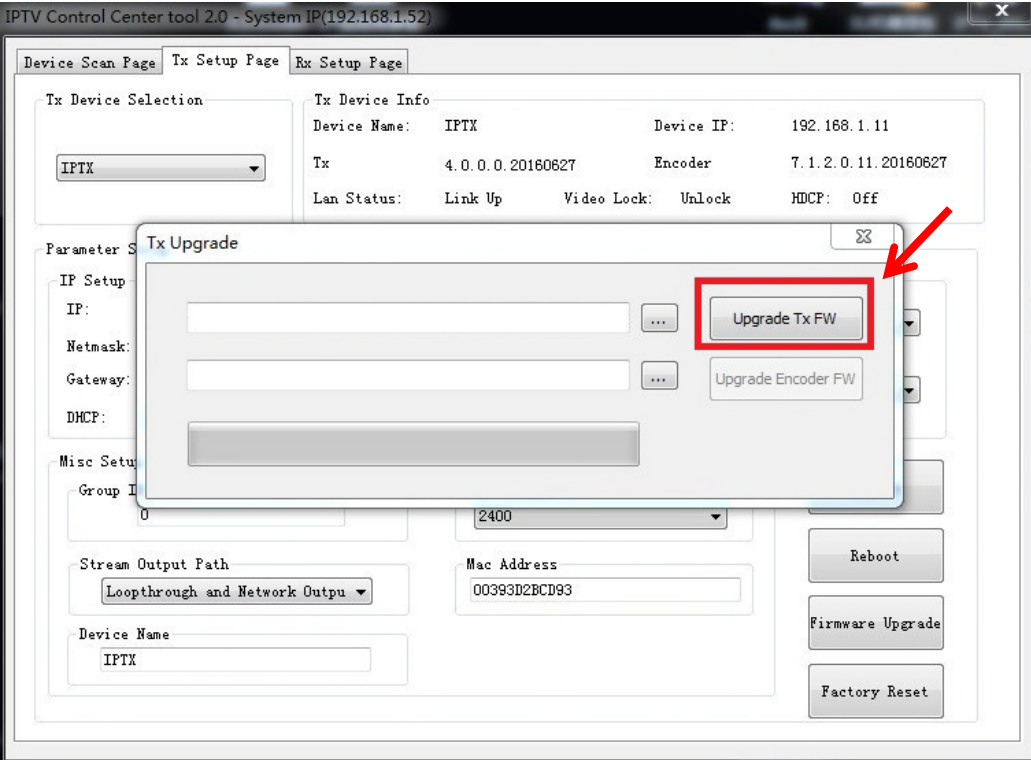 IPTV Control Center tool 2.0 - System IP(192.168.1.52)
x
Device Scan Page Tx Setup Page Rx Setup Page
Tx Device Selection
IPTX
Tx Device Info
Device Name: IPTX Device IP: 192.168.1.11
Tx 4.0.0.0.20160627 Encoder 7.1.2.0.11.20160627
Lan Status: Link Up Video Lock: Unlock HDCP: Off
Parameter S
IP Setup
IP:
Netmask:
Gateway:
DHCP:
Tx Upgrade
... Upgrade Tx FW
... Upgrade Encoder FW
Misc Setu
Group I
0
2400
Stream Output Path
Loopthrough and Network Outpu
Mac Address
00393D2BCD93
Device Name
IPTX
Reboot
Firmware Upgrade
Factory Reset